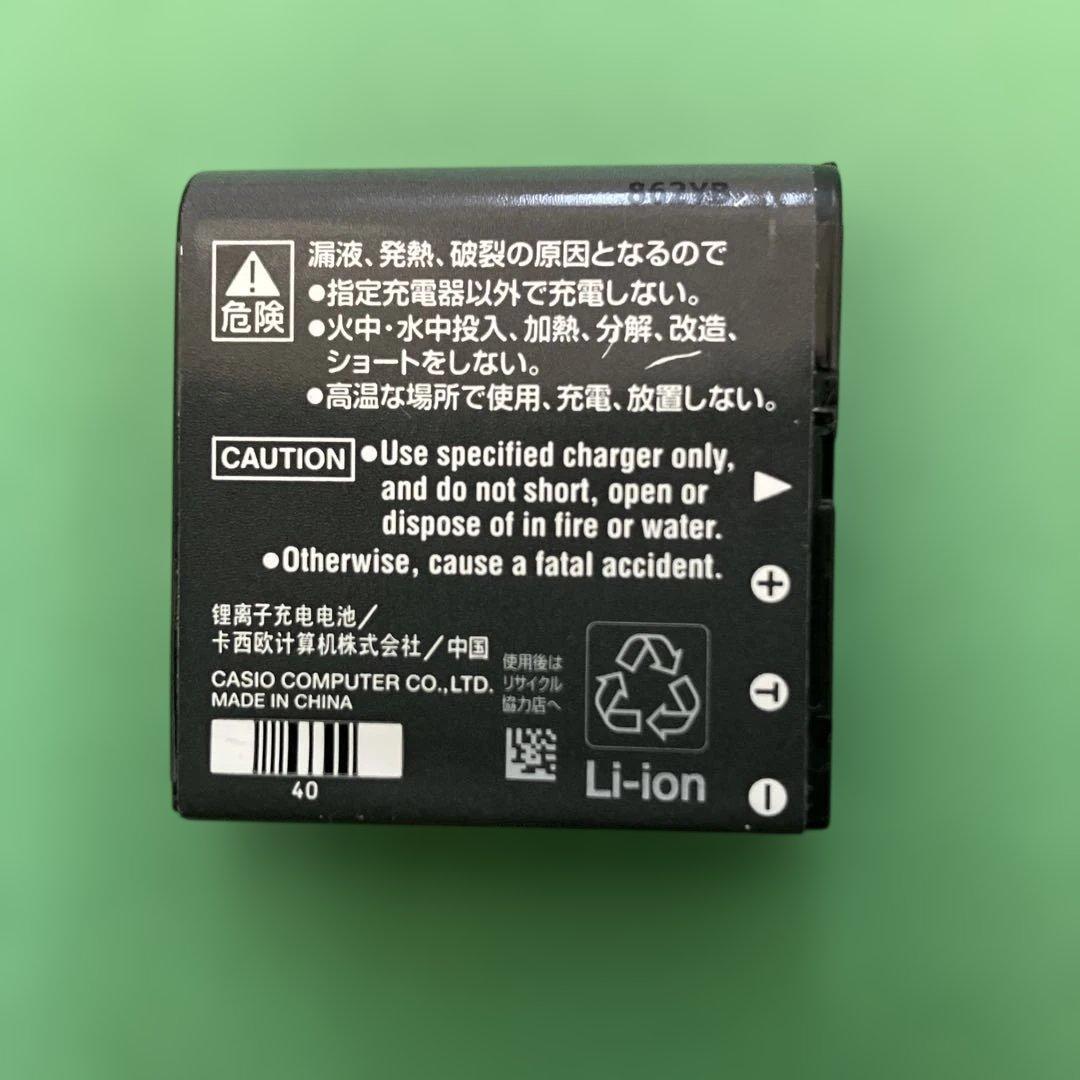 漏液、発熱、破裂の原因となるので
危険
●指定充電器以外で充電しない。
●火中・水中投入、加熱、分解、改造、
ショートをしない。
●高温な場所で使用、充電、放置しない。
CAUTION
●Use specified charger only,
and do not short, open or
dispose of in fire or water.
●Otherwise, cause a fatal accident.
锂离子充电电池/
卡西欧计算机株式会社/中国
CASIO COMPUTER CO.,LTD.
MADE IN CHINA
40
使用後は
リサイクル
協力店へ
Li-ion
+
T
−